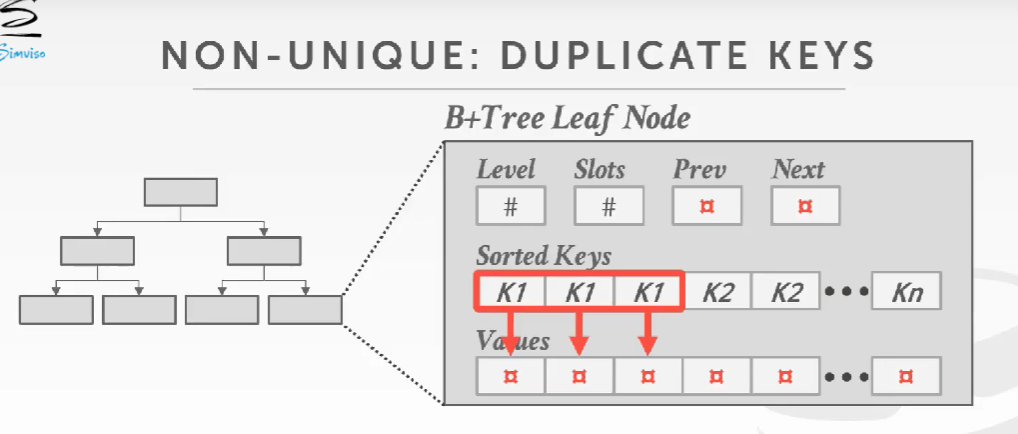 Simviso
NON-UNIQUE: DUPLICATE KEYS
B+Tree Leaf Node
Level Slots Prev Next
# # ¤ ¤
Sorted Keys
K1 K1 K1 K2 K2 ••• Kn
Values
¤ ¤ ¤ ¤ ¤ ••• ¤